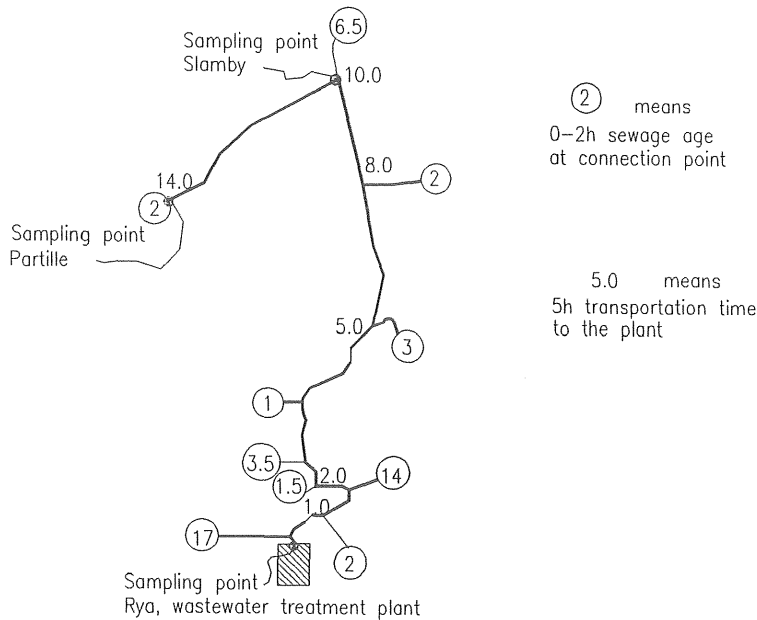 6.5
Sampling point
Slamby
10.0
2 means
0-2h sewage age
at connection point
8.0
2
14.0
2
Sampling point
Partille
5.0 means
5h transportation time
to the plant
5.0
3
1
3.5
2.0
14
1.5
1.0
17
2
Sampling point
Rya, wastewater treatment plant